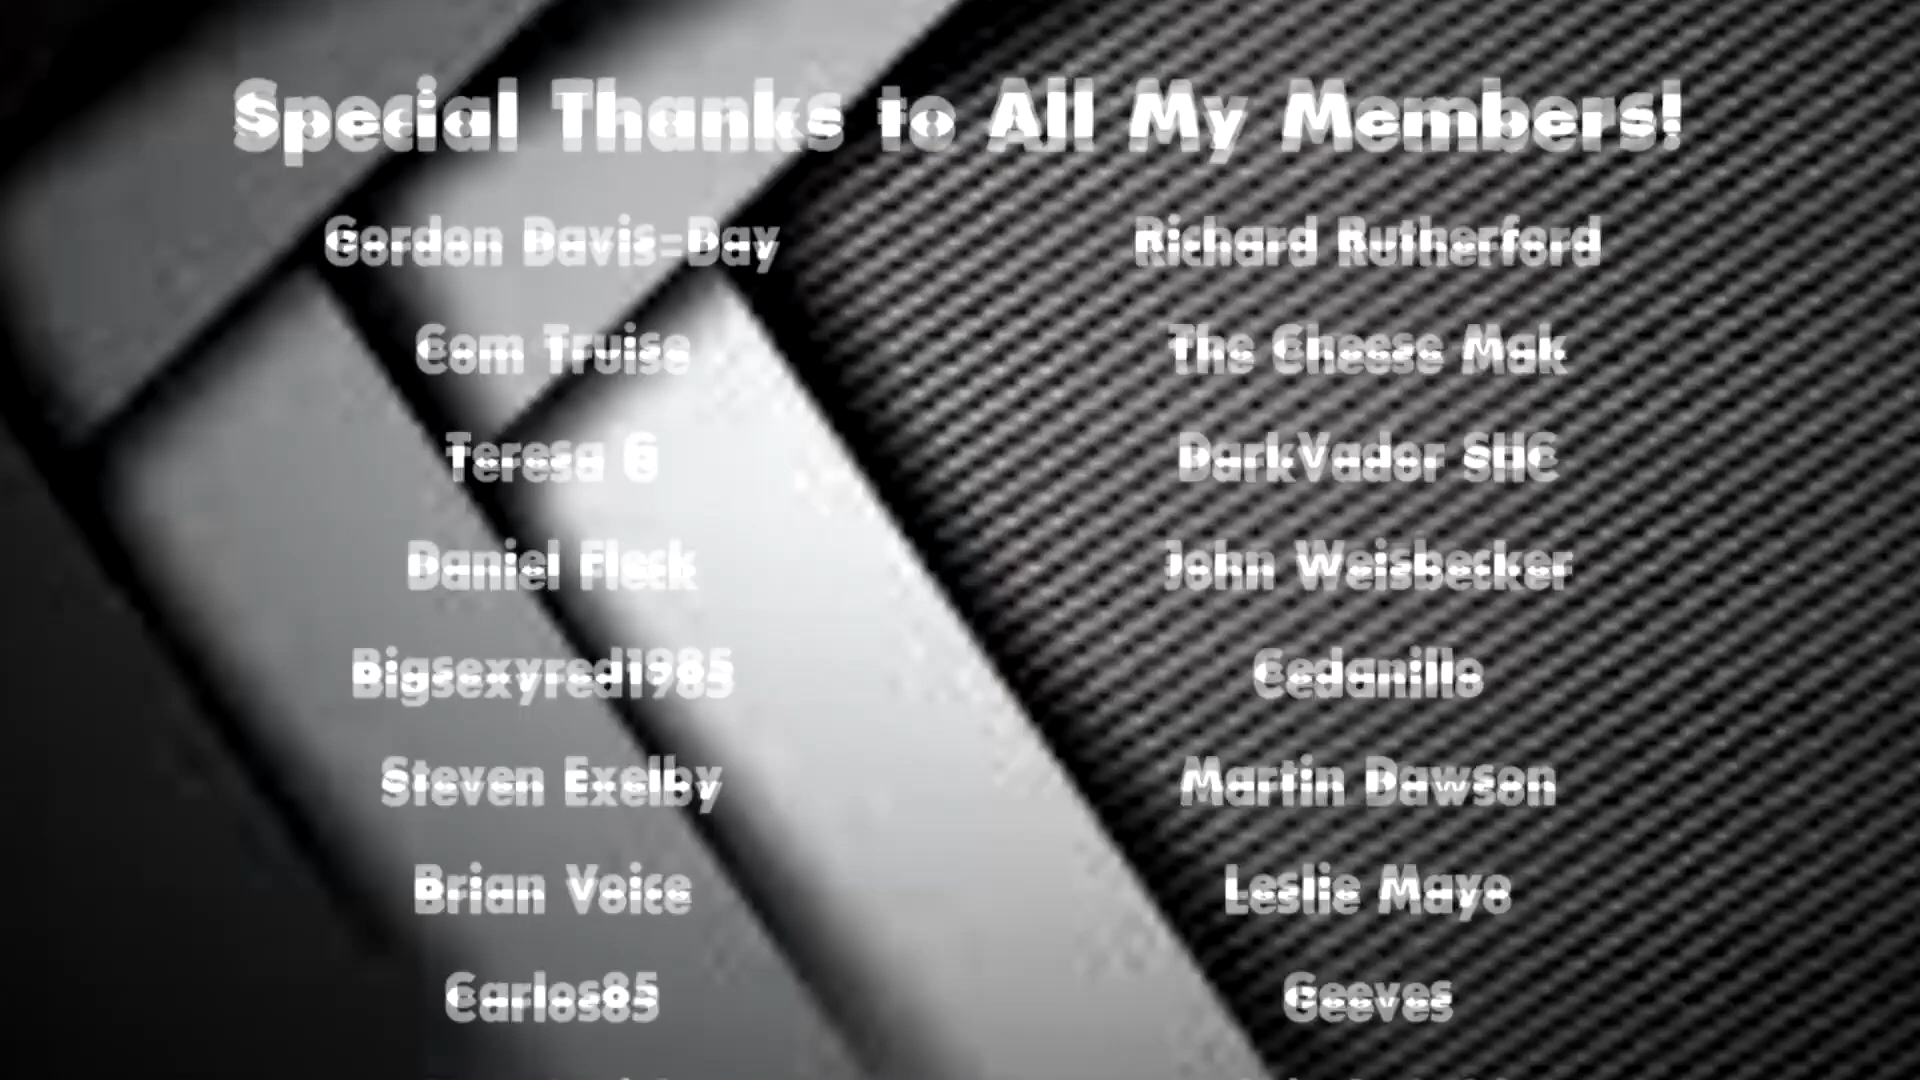 Special Thanks to All My Members!
Gordon Davis-Day
Richard Rutherford
Com Truise
The Cheese Mak
Teresa G
DarkVador SHC
Daniel Fleck
John Weisbecker
Bigsexyred1985
Cedanillo
Steven Exelby
Martin Dawson
Brian Voice
Leslie Mayo
Carlos85
Geeves